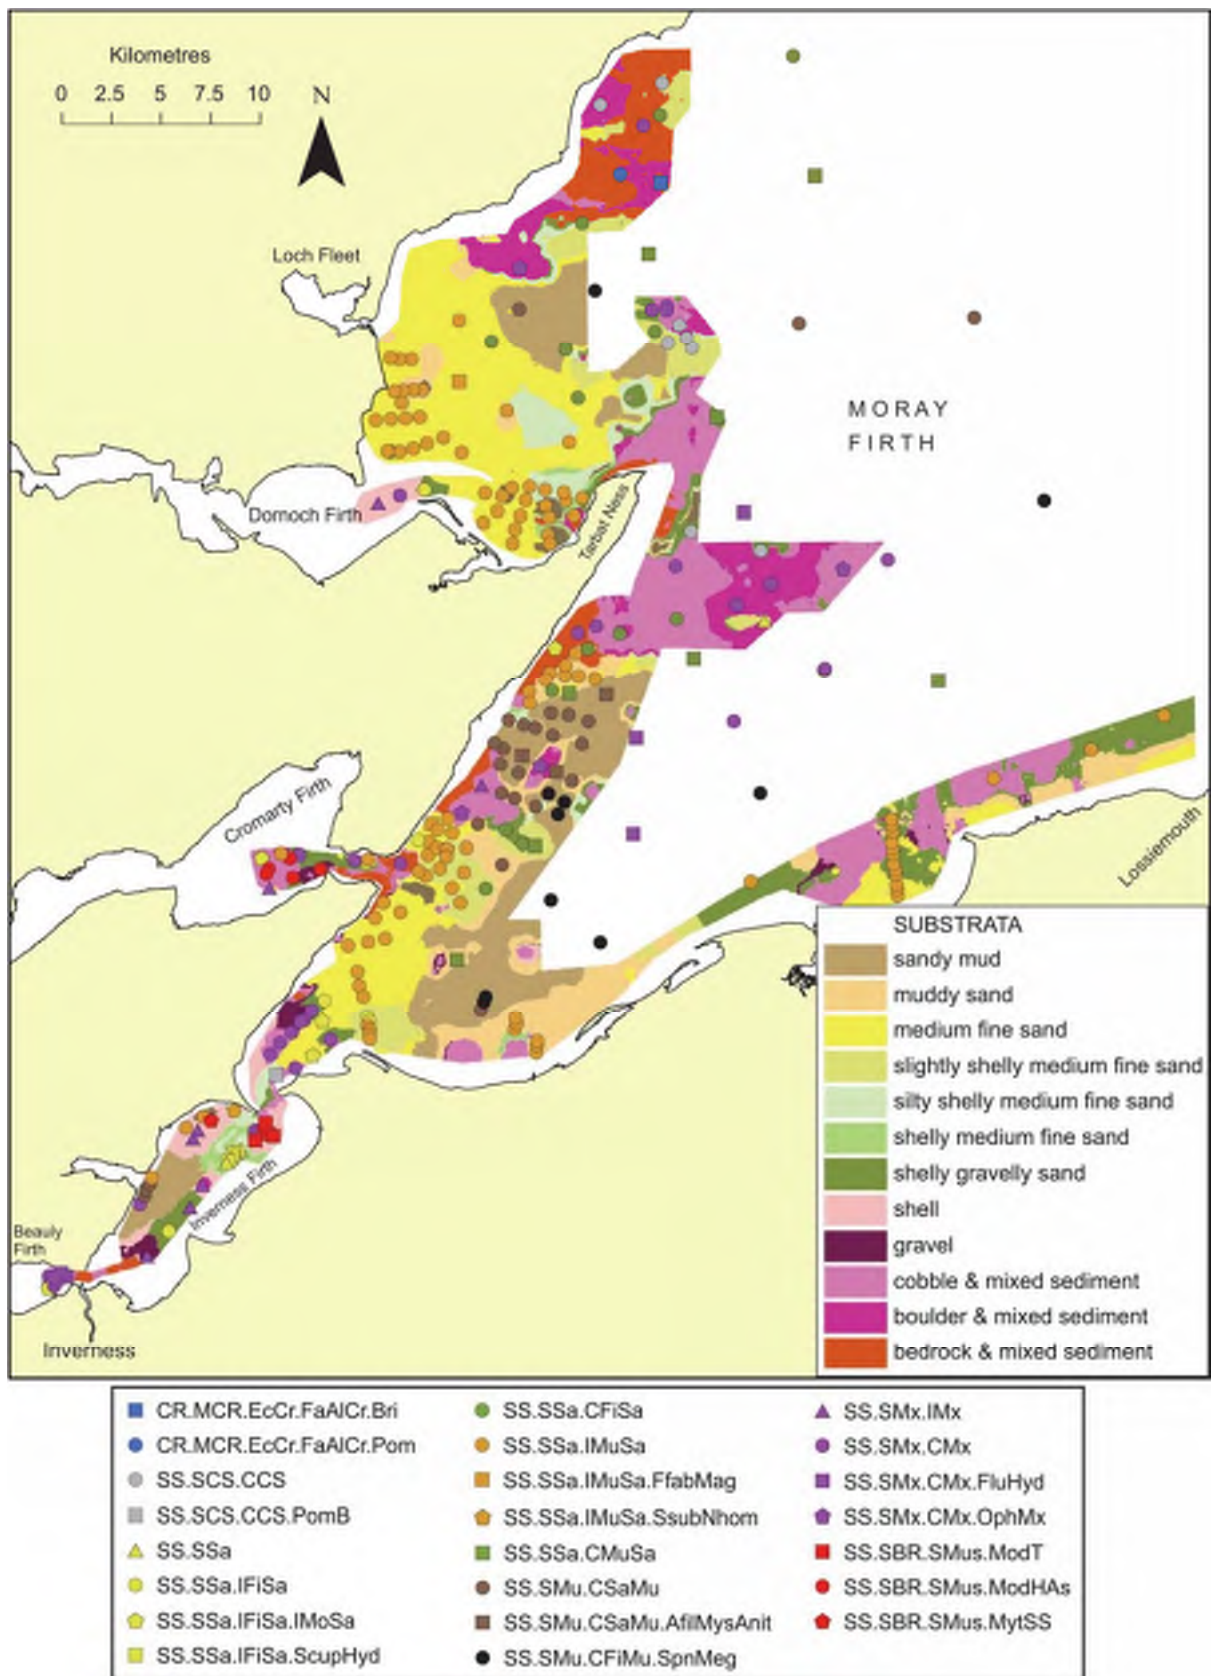 Kilometres
0 2.5 5 7.5 10
N
Loch Fleet
MORAY
FIRTH
Dornoch Firth
Tarbat Ness
Cromarty Firth
Lossiemouth
Inverness Firth
Beauly
Firth
Inverness
SUBSTRATA
sandy mud
muddy sand
medium fine sand
slightly shelly medium fine sand
silty shelly medium fine sand
shelly medium fine sand
shelly gravelly sand
shell
gravel
cobble & mixed sediment
boulder & mixed sediment
bedrock & mixed sediment
CR.MCR.EcCr.FaAlCr.Bri
CR.MCR.EcCr.FaAlCr.Pom
SS.SCS.CCS
SS.SCS.CCS.PomB
SS.SSa
SS.SSa.IFiSa
SS.SSa.IFiSa.IMoSa
SS.SSa.IFiSa.ScupHyd
SS.SSa.CFiSa
SS.SSa.IMuSa
SS.SSa.IMuSa.FfabMag
SS.SSa.IMuSa.SsubNhom
SS.SSa.CMuSa
SS.SMu.CSaMu
SS.SMu.CSaMu.AfilMysAnit
SS.SMu.CFiMu.SpnMeg
SS.SMx.IMx
SS.SMx.CMx
SS.SMx.CMx.FluHyd
SS.SMx.CMx.OphMx
SS.SBR.SMus.ModT
SS.SBR.SMus.ModHAs
SS.SBR.SMus.MytSS